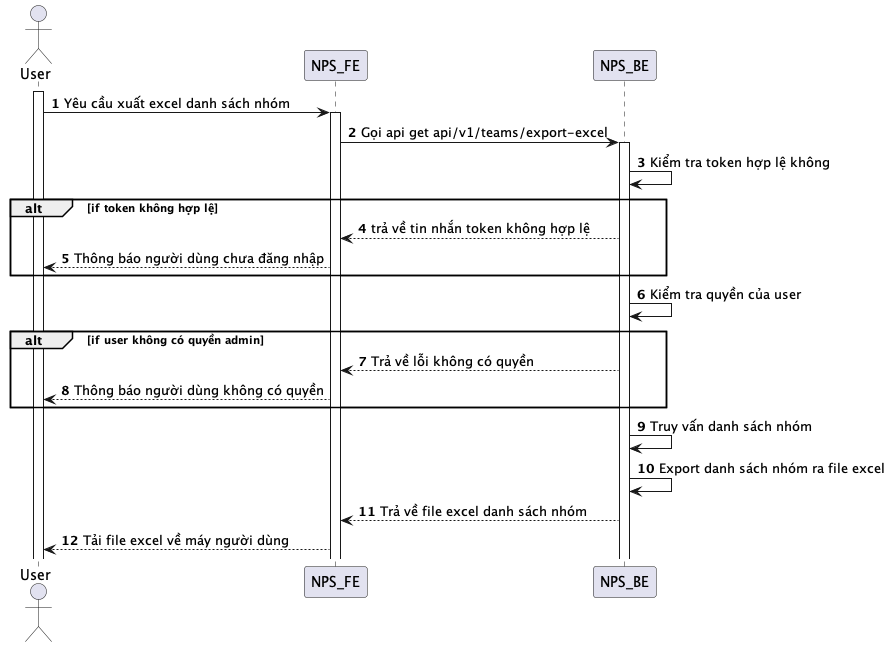 User
NPS_FE
NPS_BE
1 Yêu cầu xuất excel danh sách nhóm
2 Gọi api get api/v1/teams/export-excel
3 Kiểm tra token hợp lệ không
alt [if token không hợp lệ]
4 trả về tin nhắn token không hợp lệ
5 Thông báo người dùng chưa đăng nhập
6 Kiểm tra quyền của user
alt [if user không có quyền admin]
7 Trả về lỗi không có quyền
8 Thông báo người dùng không có quyền
9 Truy vấn danh sách nhóm
10 Export danh sách nhóm ra file excel
11 Trả về file excel danh sách nhóm
12 Tải file excel về máy người dùng
User
NPS_FE
NPS_BE